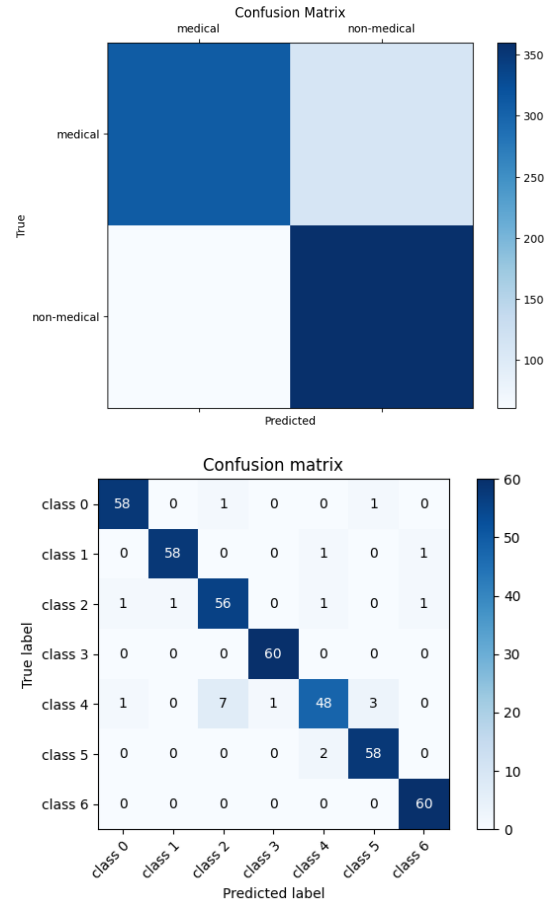 Confusion Matrix
medical non-medical
350
medical
300
250
True
200
non-medical
150
100
Predicted
Confusion matrix
60
class 0 58 0 1 0 0 1 0
class 1 0 58 0 0 1 0 1
50
class 2 1 1 56 0 1 0 1
40
True label
class 3 0 0 0 60 0 0 0
30
class 4 1 0 7 1 48 3 0
20
class 5 0 0 0 0 2 58 0
10
class 6 0 0 0 0 0 0 60
0
class 0 class 1 class 2 class 3 class 4 class 5 class 6
Predicted label